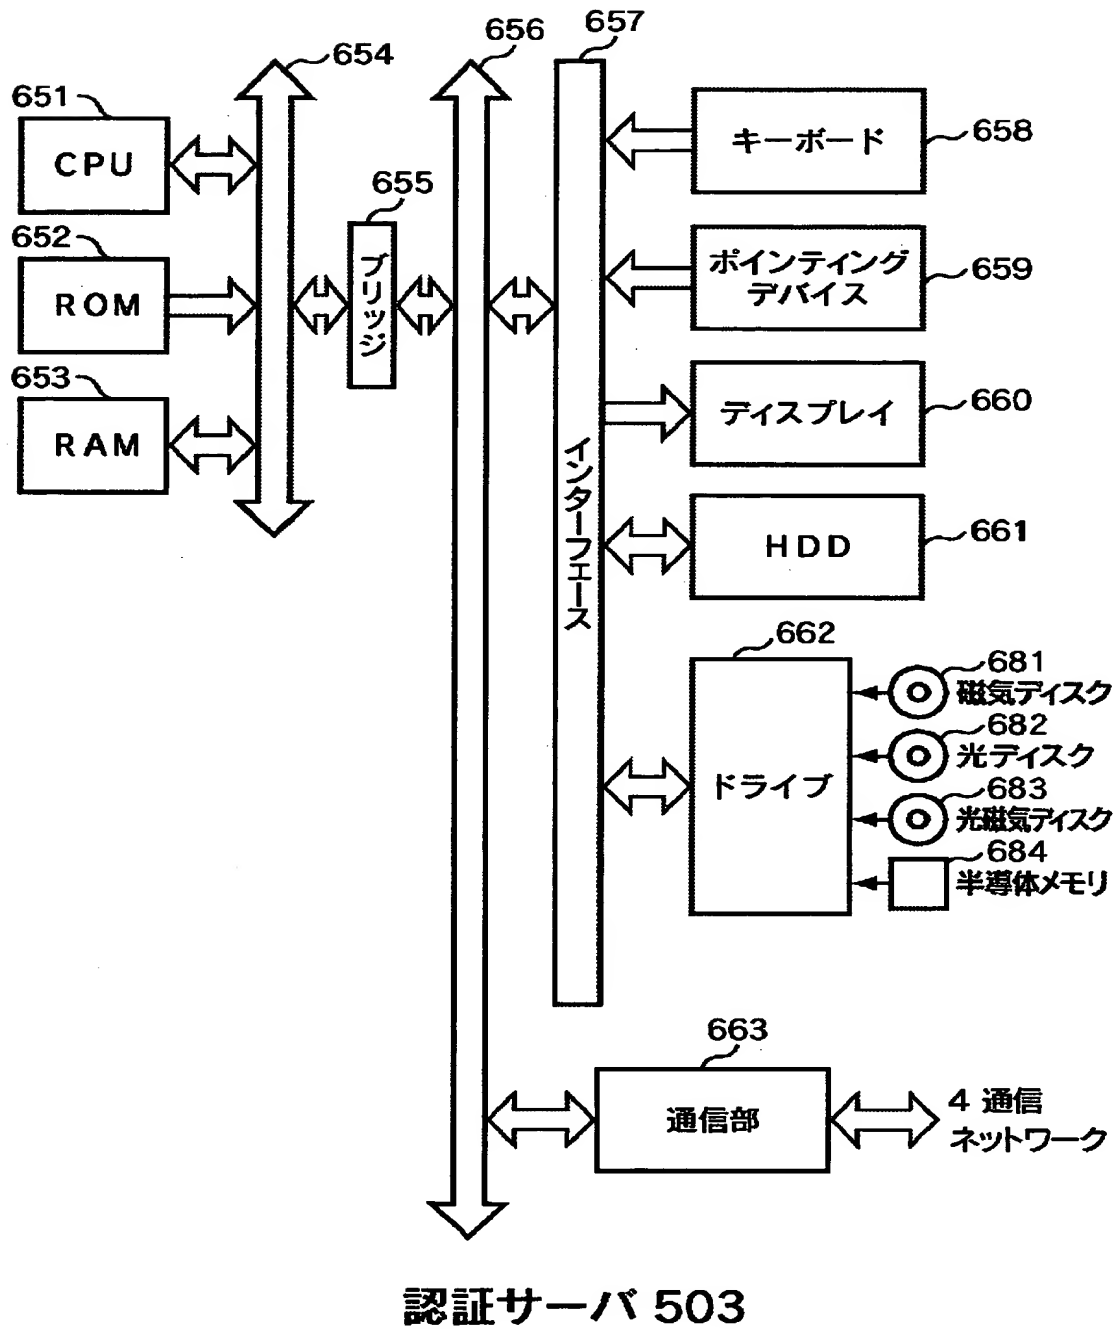 651
CPU
652
ROM
653
RAM
654
655
ブリッジ
656
657
インターフェース
キーボード
658
ポインティング
デバイス
659
ディスプレイ
660
HDD
661
662
ドライブ
681
磁気ディスク
682
光ディスク
683
光磁気ディスク
684
半導体メモリ
663
通信部
4 通信
ネットワーク
認証サーバ 503